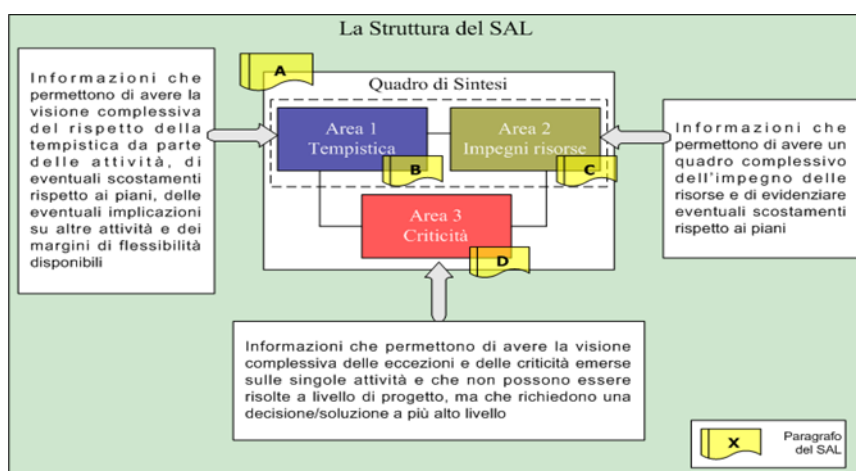 La Struttura del SAL
A
Quadro di Sintesi
Informazioni che
permettono di avere la
visione complessiva
del rispetto della
tempistica da parte
delle attività, di
eventuali scostamenti
rispetto ai piani, delle
eventuali implicazioni
su altre attività e dei
margini di flessibilità
disponibili
Area 1
Tempistica
B
Area 2
Impegni risorse
C
Informazioni che
permettono di avere un
quadro complessivo
dell'impegno delle
risorse e di evidenziare
eventuali scostamenti
rispetto ai piani
Area 3
Criticità
D
Informazioni che permettono di avere la visione
complessiva delle eccezioni e delle criticità emerse
sulle singole attività e che non possono essere
risolte a livello di progetto, ma che richiedono una
decisione/soluzione a più alto livello
X
Paragrafo
del SAL